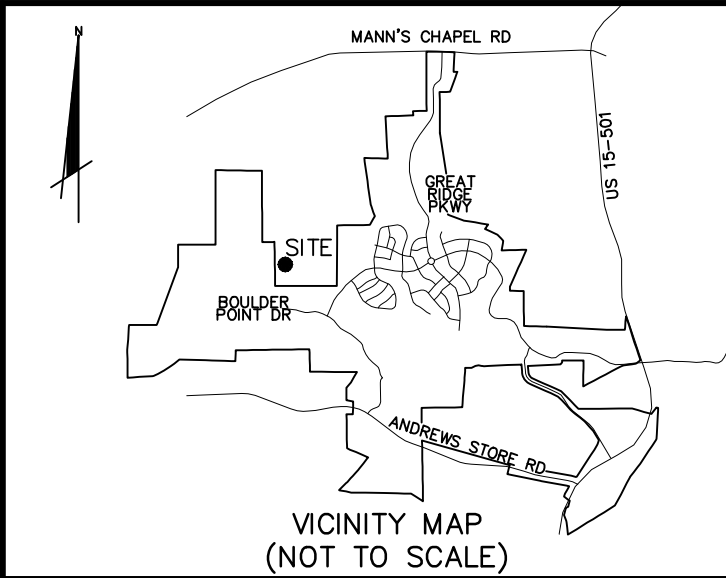 N
MANN'S CHAPEL RD
US 15-501
GREAT
RIDGE
PKWY
SITE
BOULDER
POINT DR
ANDREWS STORE RD
VICINITY MAP
(NOT TO SCALE)